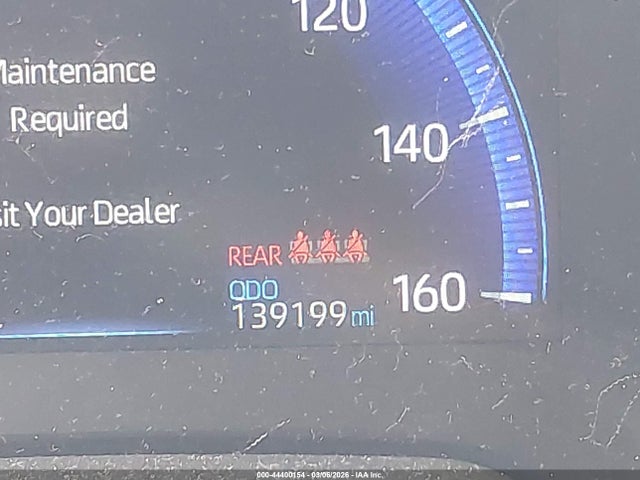 120
Maintenance
Required
140
sit Your Dealer
REAR
ODO
139199 mi
160
000-44400154 - 03/06/2026 - IAA Inc.